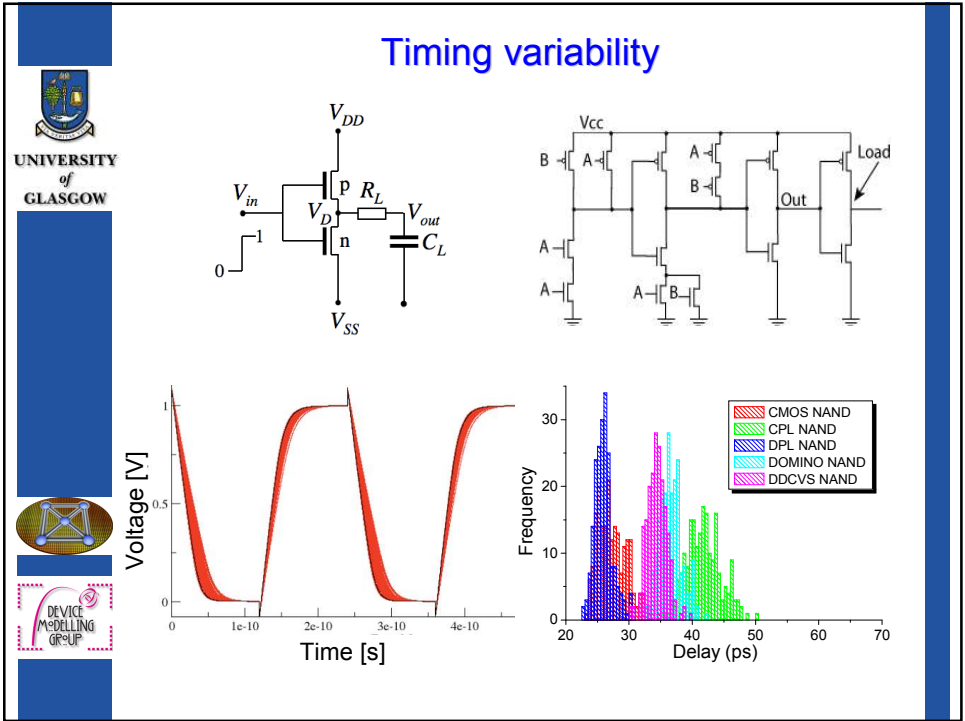 Timing variability
UNIVERSITY
of
GLASGOW
V_DD
V_in
p
R_L
V_D
V_out
n
C_L
1
0
V_SS
Vcc
B
A
A
B
Load
Out
A
A
A
B
Voltage [V]
1
0.5
0
0
1e-10
2e-10
3e-10
4e-10
Time [s]
Frequency
30
20
10
0
20
30
40
50
60
70
Delay (ps)
CMOS NAND
CPL NAND
DPL NAND
DOMINO NAND
DDCVS NAND
DEVICE
MODELLING
GROUP